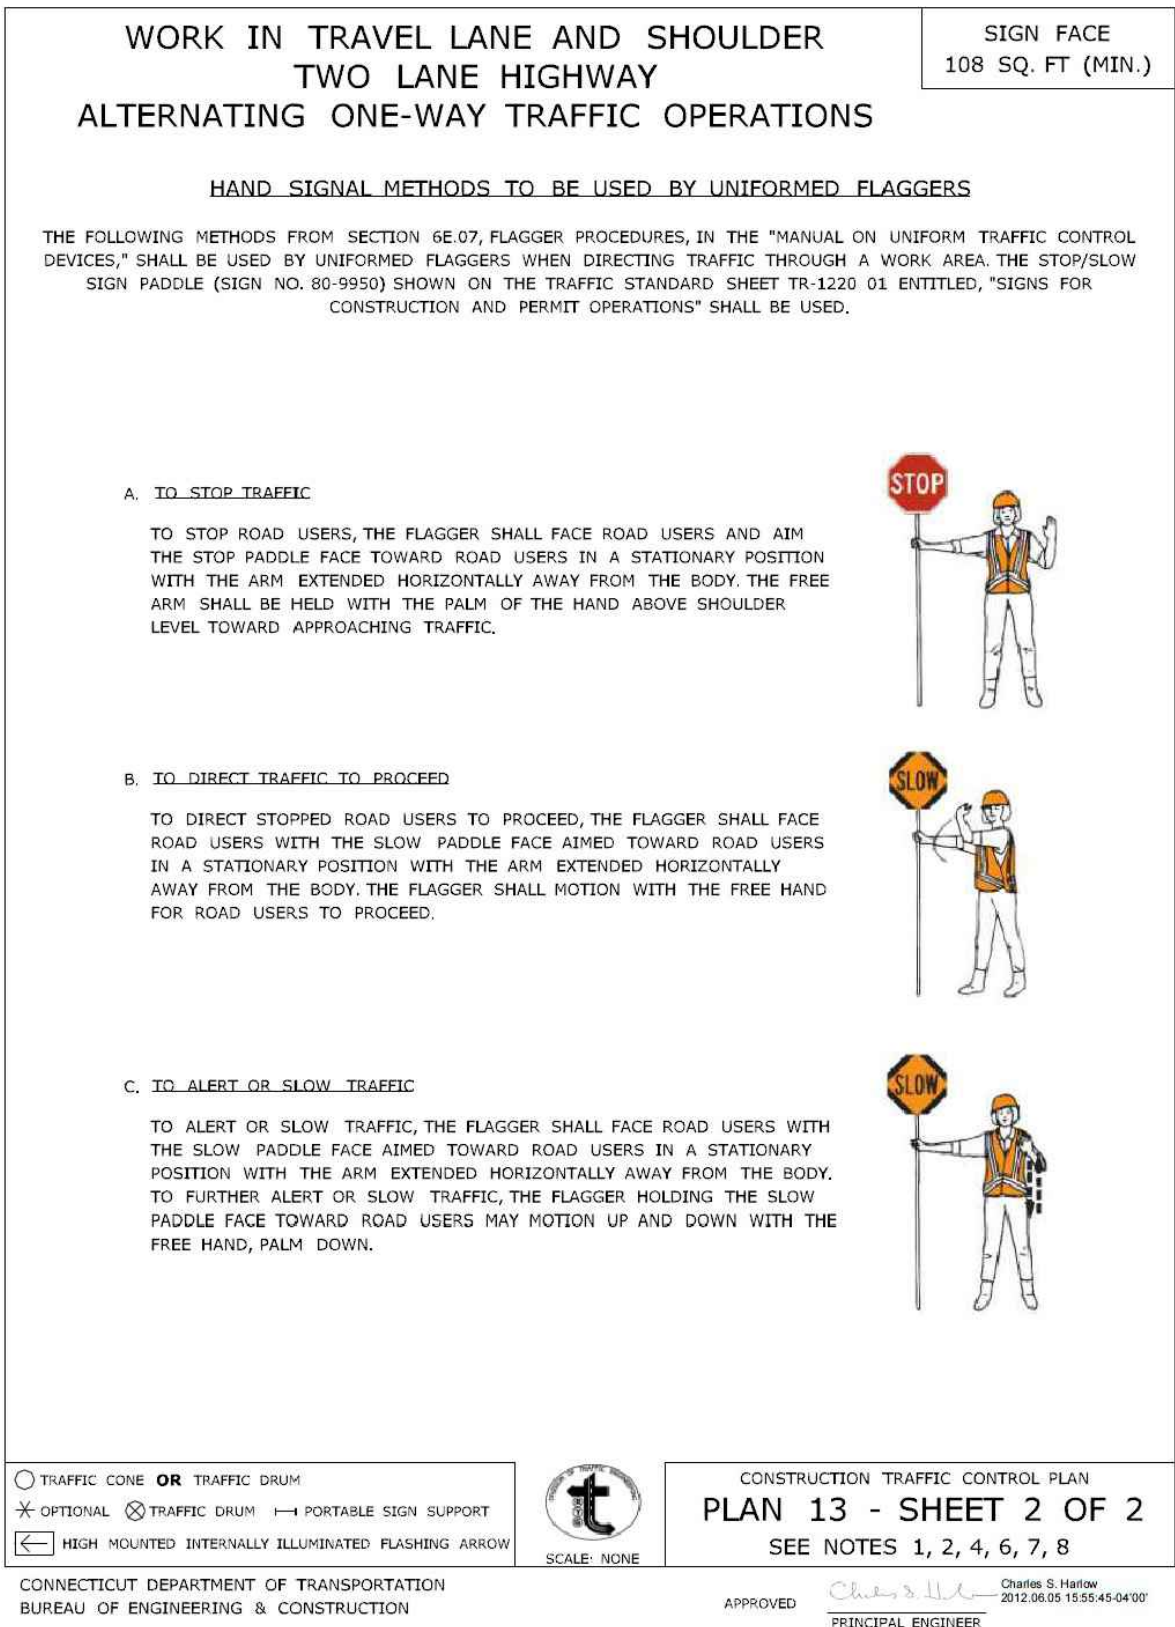 WORK IN TRAVEL LANE AND SHOULDER
TWO LANE HIGHWAY
ALTERNATING ONE-WAY TRAFFIC OPERATIONS
SIGN FACE
108 SQ. FT (MIN.)
HAND SIGNAL METHODS TO BE USED BY UNIFORMED FLAGGERS
THE FOLLOWING METHODS FROM SECTION 6E.07, FLAGGER PROCEDURES, IN THE "MANUAL ON UNIFORM TRAFFIC CONTROL
DEVICES," SHALL BE USED BY UNIFORMED FLAGGERS WHEN DIRECTING TRAFFIC THROUGH A WORK AREA. THE STOP/SLOW
SIGN PADDLE (SIGN NO. 80-9950) SHOWN ON THE TRAFFIC STANDARD SHEET TR-1220 01 ENTITLED, "SIGNS FOR
CONSTRUCTION AND PERMIT OPERATIONS" SHALL BE USED.
A. TO STOP TRAFFIC
TO STOP ROAD USERS, THE FLAGGER SHALL FACE ROAD USERS AND AIM
THE STOP PADDLE FACE TOWARD ROAD USERS IN A STATIONARY POSITION
WITH THE ARM EXTENDED HORIZONTALLY AWAY FROM THE BODY. THE FREE
ARM SHALL BE HELD WITH THE PALM OF THE HAND ABOVE SHOULDER
LEVEL TOWARD APPROACHING TRAFFIC.
STOP
B. TO DIRECT TRAFFIC TO PROCEED
TO DIRECT STOPPED ROAD USERS TO PROCEED, THE FLAGGER SHALL FACE
ROAD USERS WITH THE SLOW PADDLE FACE AIMED TOWARD ROAD USERS
IN A STATIONARY POSITION WITH THE ARM EXTENDED HORIZONTALLY
AWAY FROM THE BODY. THE FLAGGER SHALL MOTION WITH THE FREE HAND
FOR ROAD USERS TO PROCEED.
SLOW
C. TO ALERT OR SLOW TRAFFIC
TO ALERT OR SLOW TRAFFIC, THE FLAGGER SHALL FACE ROAD USERS WITH
THE SLOW PADDLE FACE AIMED TOWARD ROAD USERS IN A STATIONARY
POSITION WITH THE ARM EXTENDED HORIZONTALLY AWAY FROM THE BODY.
TO FURTHER ALERT OR SLOW TRAFFIC, THE FLAGGER HOLDING THE SLOW
PADDLE FACE TOWARD ROAD USERS MAY MOTION UP AND DOWN WITH THE
FREE HAND, PALM DOWN.
SLOW
TRAFFIC CONE OR TRAFFIC DRUM
OPTIONAL TRAFFIC DRUM PORTABLE SIGN SUPPORT
HIGH MOUNTED INTERNALLY ILLUMINATED FLASHING ARROW
DIVISION OF TRAFFIC ENGINEERING
t
SCALE: NONE
CONSTRUCTION TRAFFIC CONTROL PLAN
PLAN 13 - SHEET 2 OF 2
SEE NOTES 1, 2, 4, 6, 7, 8
CONNECTICUT DEPARTMENT OF TRANSPORTATION
BUREAU OF ENGINEERING & CONSTRUCTION
APPROVED
Charles S. Harlow
2012.06.05 15:55:45-04'00'
PRINCIPAL ENGINEER